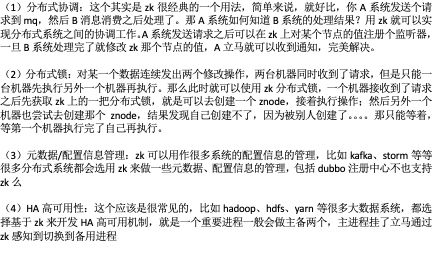 （1）分布式协调：这个其实是 zk 很经典的一个用法，简单来说，就好比，你 A 系统发送个请
求到 mq，然后 B 消息消费之后处理了。那 A 系统如何知道 B 系统的处理结果？用 zk 就可以实
现分布式系统之间的协调工作。A 系统发送请求之后可以在 zk 上对某个节点的值注册个监听器，
一旦 B 系统处理完了就修改 zk 那个节点的值，A 立马就可以收到通知，完美解决。
（2）分布式锁：对某一个数据连续发出两个修改操作，两台机器同时收到了请求，但是只能一
台机器先执行另外一个机器再执行。那么此时就可以使用 zk 分布式锁，一个机器接收到了请求
之后先获取 zk 上的一把分布式锁，就是可以去创建一个 znode，接着执行操作；然后另外一个
机器也尝试去创建那个 znode，结果发现自己创建不了，因为被别人创建了。。。。那只能等着，
等第一个机器执行完了自己再执行。
（3）元数据/配置信息管理：zk 可以用作很多系统的配置信息的管理，比如 kafka、storm 等等
很多分布式系统都会选用 zk 来做一些元数据、配置信息的管理，包括 dubbo 注册中心不也支持
zk 么
（4）HA 高可用性：这个应该是很常见的，比如 hadoop、hdfs、yarn 等很多大数据系统，都选
择基于 zk 来开发 HA 高可用机制，就是一个重要进程一般会做主备两个，主进程挂了立马通过
zk 感知到切换到备用进程